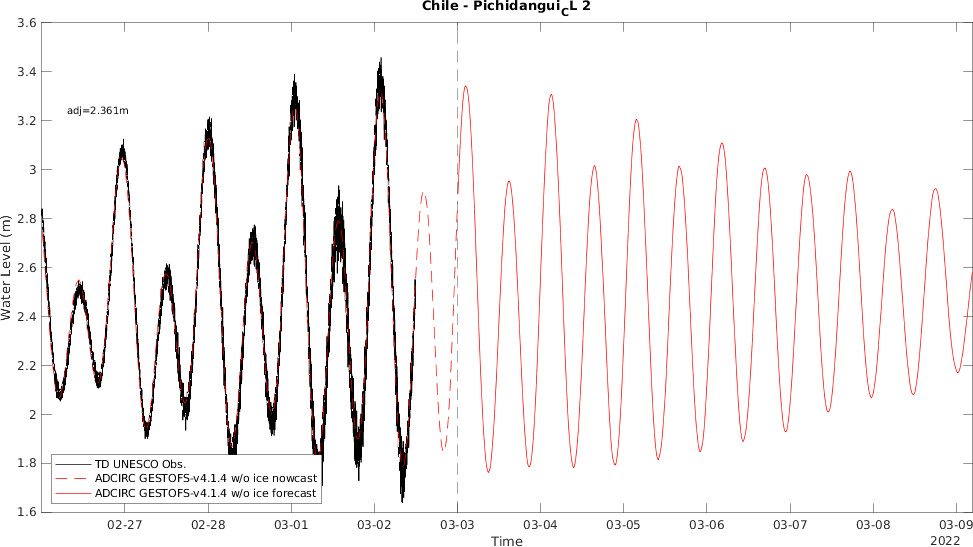 Chile - PichidanguiCL 2
3.6
3.4
3.2
3
2.8
2.6
2.4
2.2
2
1.8
1.6
Water Level (m)
adj=2.361m
TD UNESCO Obs.
ADCIRC GESTOFS-v4.1.4 w/o ice nowcast
ADCIRC GESTOFS-v4.1.4 w/o ice forecast
02-27 02-28 03-01 03-02 03-03 03-04 03-05 03-06 03-07 03-08 03-09
Time
2022